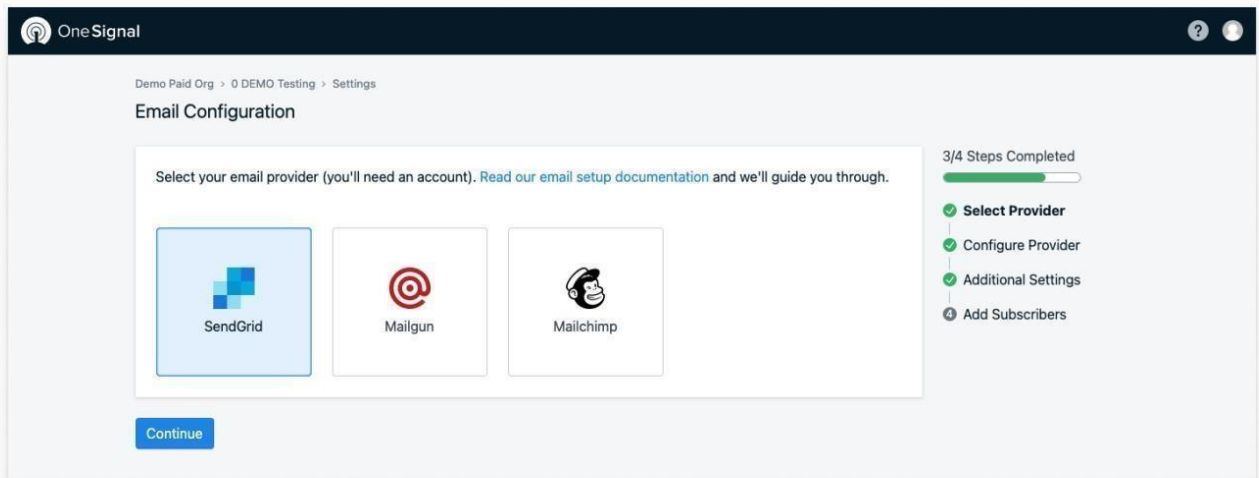 OneSignal
?
Demo Paid Org > 0 DEMO Testing > Settings
Email Configuration
Select your email provider (you'll need an account). Read our email setup documentation and we'll guide you through.
SendGrid
Mailgun
Mailchimp
Continue
3/4 Steps Completed
Select Provider
Configure Provider
Additional Settings
4 Add Subscribers